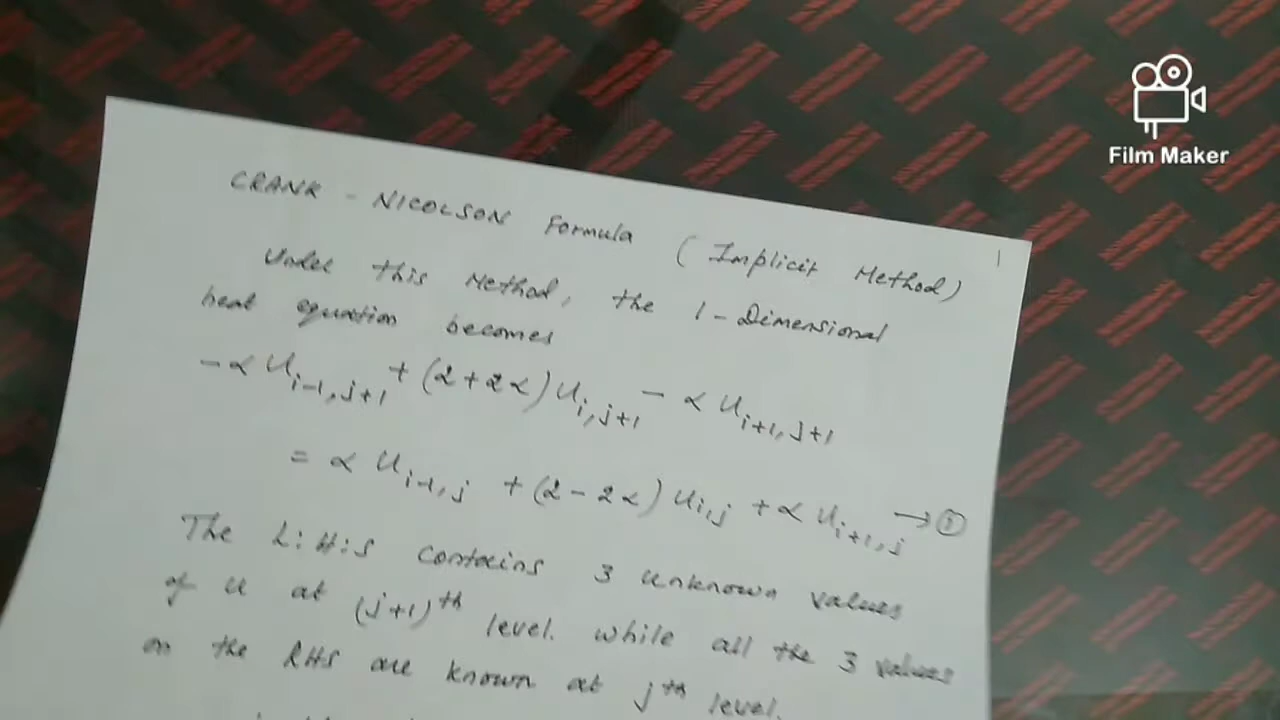 Film Maker
1
CRANK - NICOLSON Formula (Implicit Method)
Under this Method, the 1-Dimensional
heat equation becomes
-α U_{i-1,j+1} + (2+2α) U_{i,j+1} - α U_{i+1,j+1}
= α U_{i-1,j} + (2-2α) U_{i,j} + α U_{i+1,j} → ①
The L.H.S contains 3 unknown values
of u at (j+1)^{th} level. while all the 3 values
on the RHS are known at j^{th} level.